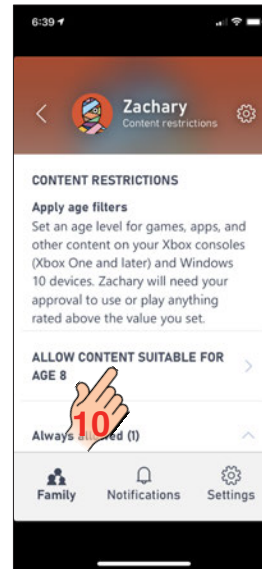 6:39
Zachary
Content restrictions
CONTENT RESTRICTIONS
Apply age filters
Set an age level for games, apps, and
other content on your Xbox consoles
(Xbox One and later) and Windows
10 devices. Zachary will need your
approval to use or play anything
rated above the value you set.
ALLOW CONTENT SUITABLE FOR
AGE 8
10
Always allowed (1)
Family Notifications Settings